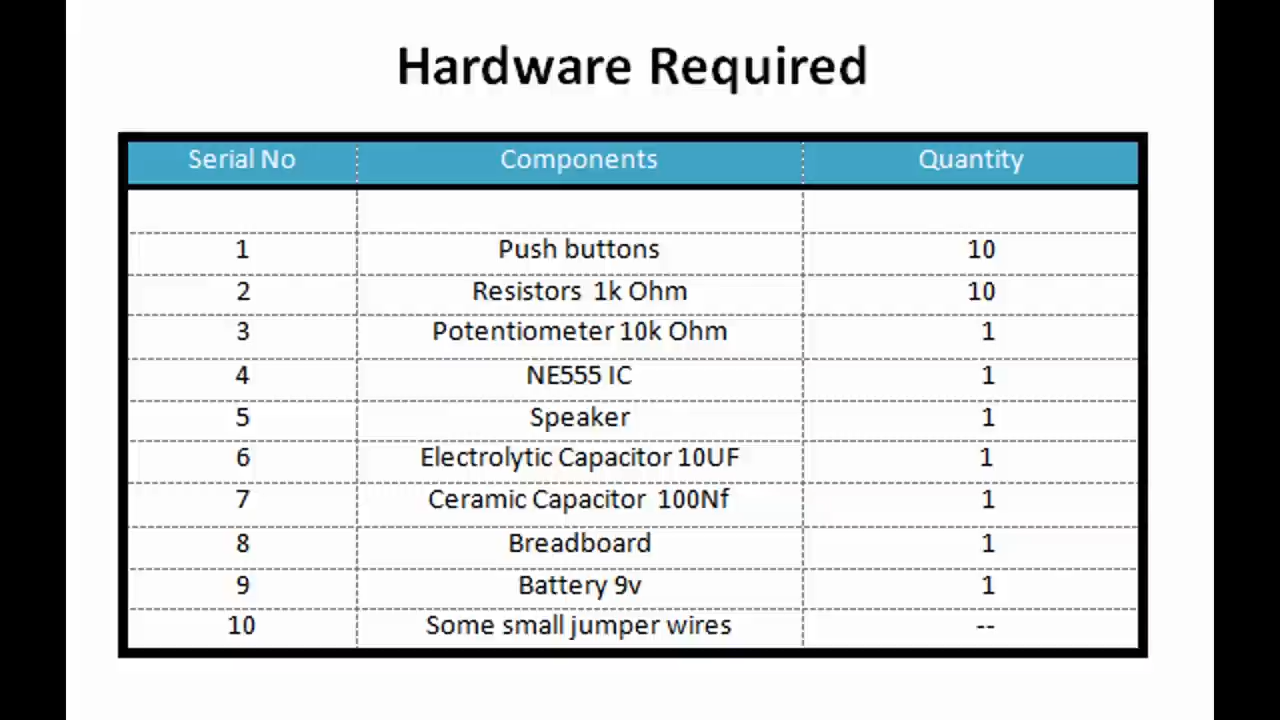 Hardware Required
Serial No Components Quantity
1 Push buttons 10
2 Resistors 1k Ohm 10
3 Potentiometer 10k Ohm 1
4 NE555 IC 1
5 Speaker 1
6 Electrolytic Capacitor 10UF 1
7 Ceramic Capacitor 100Nf 1
8 Breadboard 1
9 Battery 9v 1
10 Some small jumper wires --